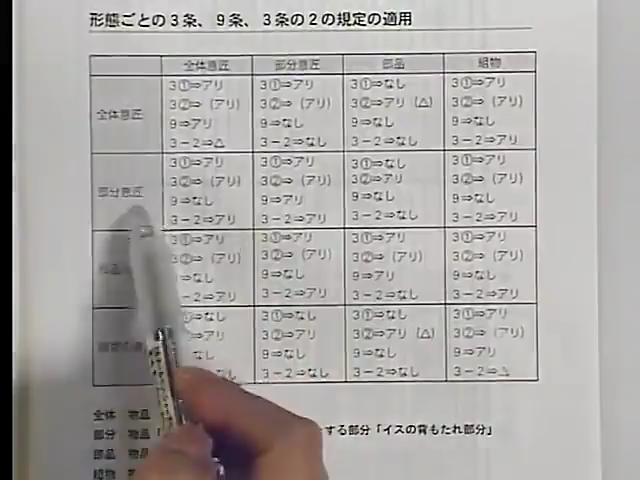 形態ごとの3条、9条、3条の2の規定の適用
全体意匠 部分意匠 部品 組物
全体意匠
3①⇒アリ 3①⇒アリ 3①⇒なし 3①⇒アリ
3②⇒（アリ） 3②⇒（アリ） 3②⇒アリ（△） 3②⇒（アリ）
9⇒アリ 9⇒なし 9⇒なし 9⇒なし
3－2⇒△ 3－2⇒なし 3－2⇒なし 3－2⇒アリ
部分意匠
3①⇒アリ 3①⇒アリ 3①⇒なし 3①⇒アリ
3②⇒（アリ） 3②⇒（アリ） 3②⇒アリ 3②⇒（アリ）
9⇒なし 9⇒アリ 9⇒なし 9⇒なし
3－2⇒アリ 3－2⇒アリ 3－2⇒なし 3－2⇒アリ
3①⇒アリ 3①⇒アリ 3①⇒アリ 3①⇒アリ
3②⇒（アリ） 3②⇒（アリ） 3②⇒（アリ） 3②⇒（アリ）
⇒なし 9⇒なし 9⇒アリ 9⇒なし
－2⇒アリ 3－2⇒アリ 3－2⇒なし 3－2⇒アリ
⇒なし 3①⇒なし 3①⇒なし 3①⇒アリ
⇒アリ 3②⇒アリ 3②⇒アリ（△） 3②⇒（アリ）
なし 9⇒なし 9⇒なし 9⇒アリ
なし 3－2⇒なし 3－2⇒なし 3－2⇒△
全体 物品
部分 物品 する部分「イスの背もたれ部分」
部品 物品
組物